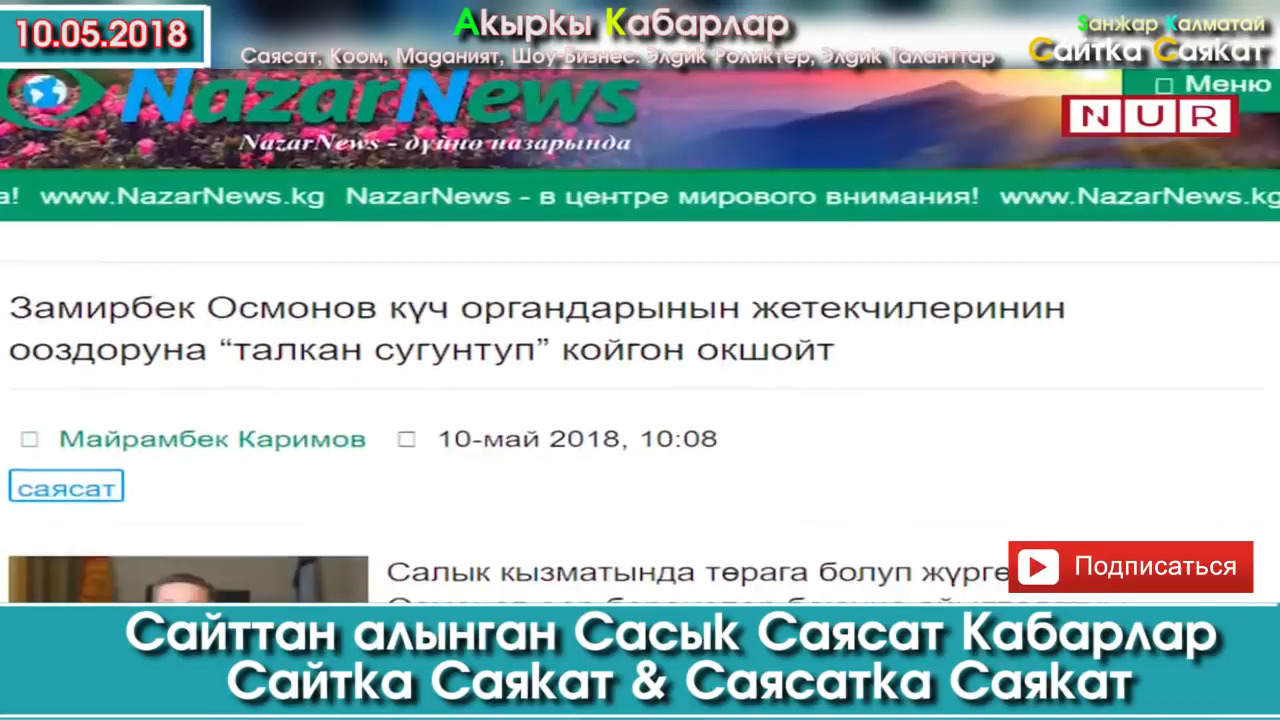 10.05.2018
Акыркы Кабарлар
Саясат, Коом, Маданият, Шоу-Бизнес. Элдик Роликтер, Элдик Таланттар
Санжар Калматай
Сайтка Саякат
NazarNews
NazarNews - дүйнө назарында
Меню
NUR
а! www.NazarNews.kg NazarNews - в центре мирового внимания! www.NazarNews.kg
Замирбек Осмонов күч органдарынын жетекчилеринин
ооздоруна “талкан сугунтуп” койгон окшойт
Майрамбек Каримов 10-май 2018, 10:08
саясат
Салык кызматында төрага болуп жүргө
Подписаться
Сайттан алынган Сасык Саясат Кабарлар
Сайтка Саякат & Саясатка Саякат